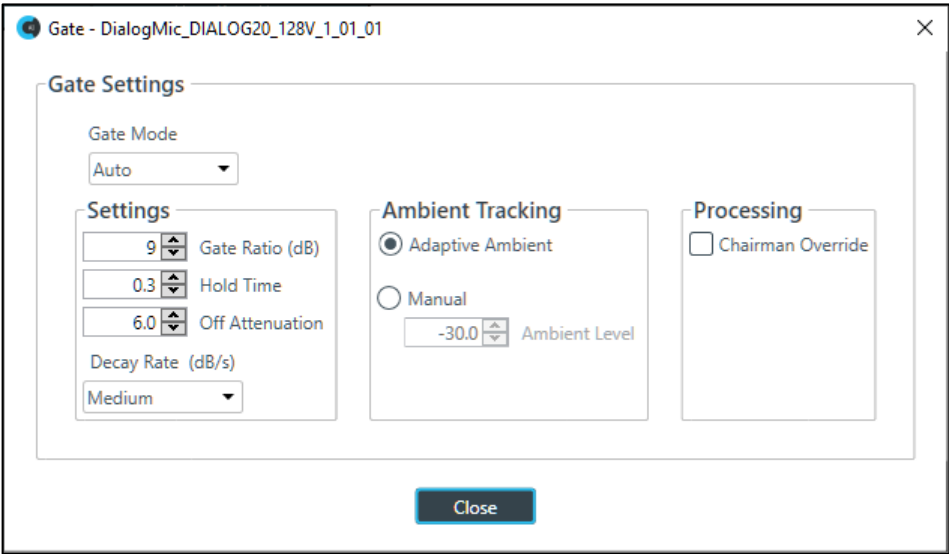 Gate - DialogMic_DIALOG20_128V_1_01_01
Gate Settings
Gate Mode
Auto
Settings
9 Gate Ratio (dB)
0.3 Hold Time
6.0 Off Attenuation
Decay Rate (dB/s)
Medium
Ambient Tracking
Adaptive Ambient
Manual
-30.0 Ambient Level
Processing
Chairman Override
Close